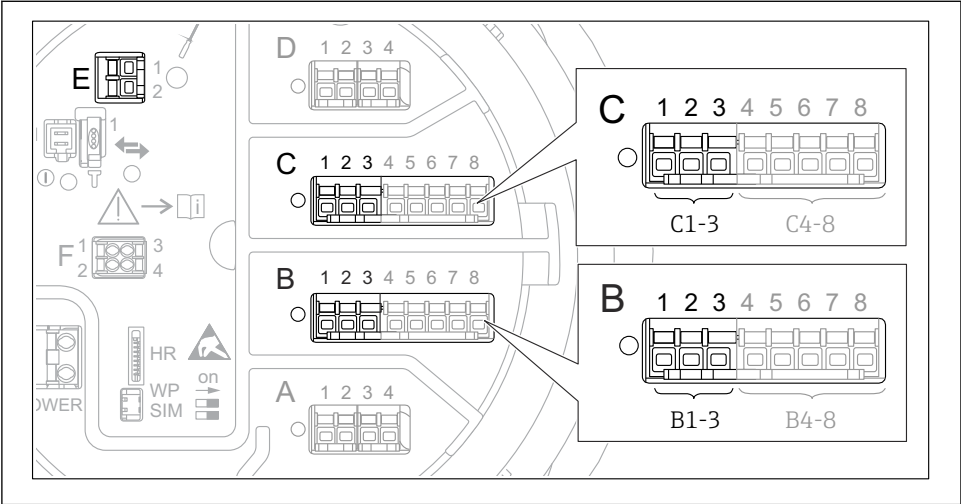 D 1 2 3 4
E 1
2
1
C 1 2 3 4 5 6 7 8
i
F 1 3
2 4
B 1 2 3 4 5 6 7 8
HR
WP on
SIM
OWER
A 1 2 3 4
C 1 2 3 4 5 6 7 8
C1-3 C4-8
B 1 2 3 4 5 6 7 8
B1-3 B4-8